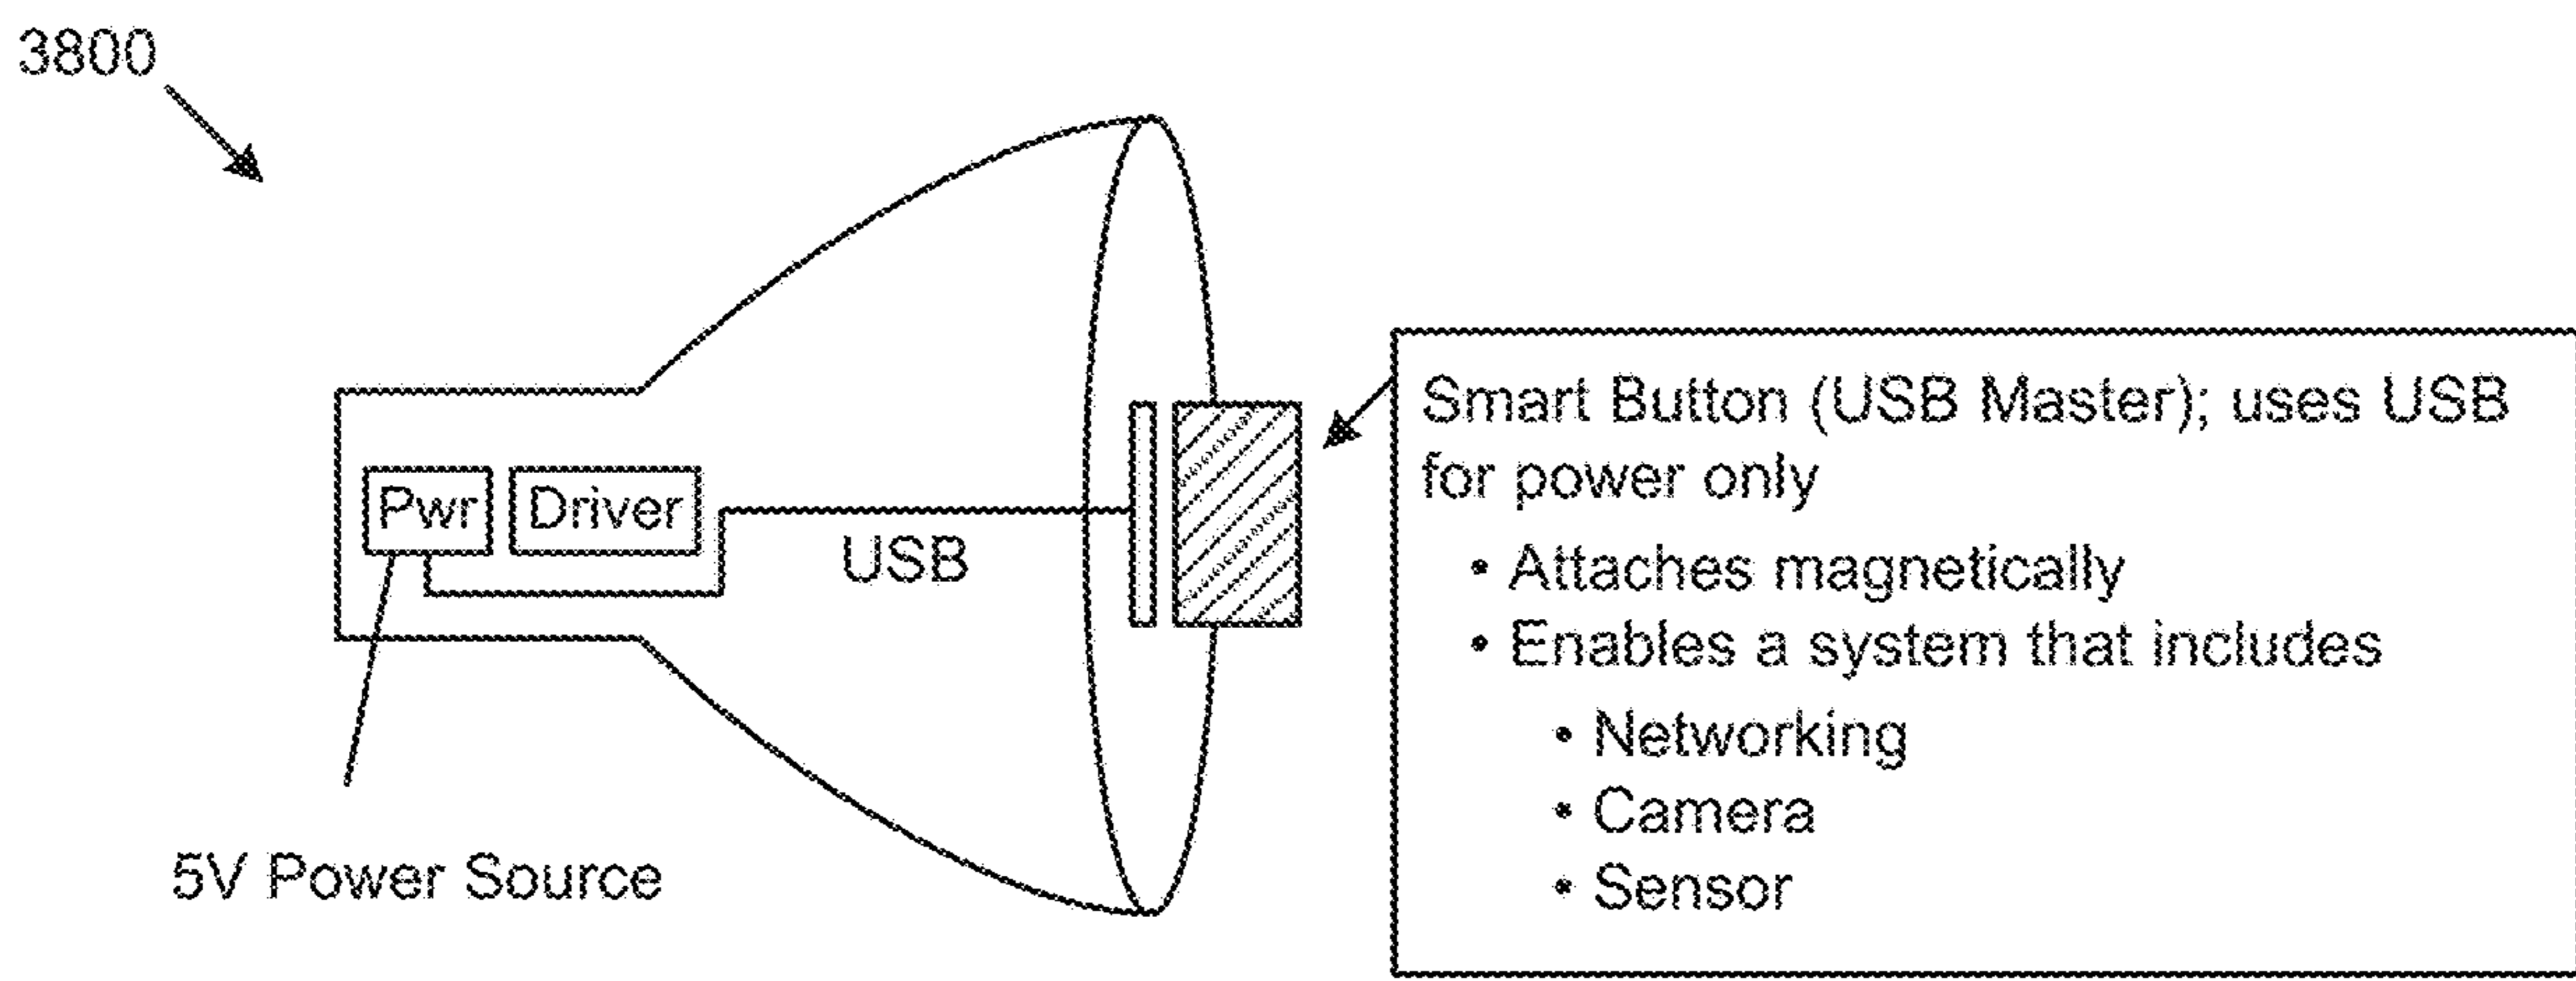 3800
Pwr
Driver
USB
5V Power Source
Smart Button (USB Master); uses USB
for power only
• Attaches magnetically
• Enables a system that includes
• Networking
• Camera
• Sensor